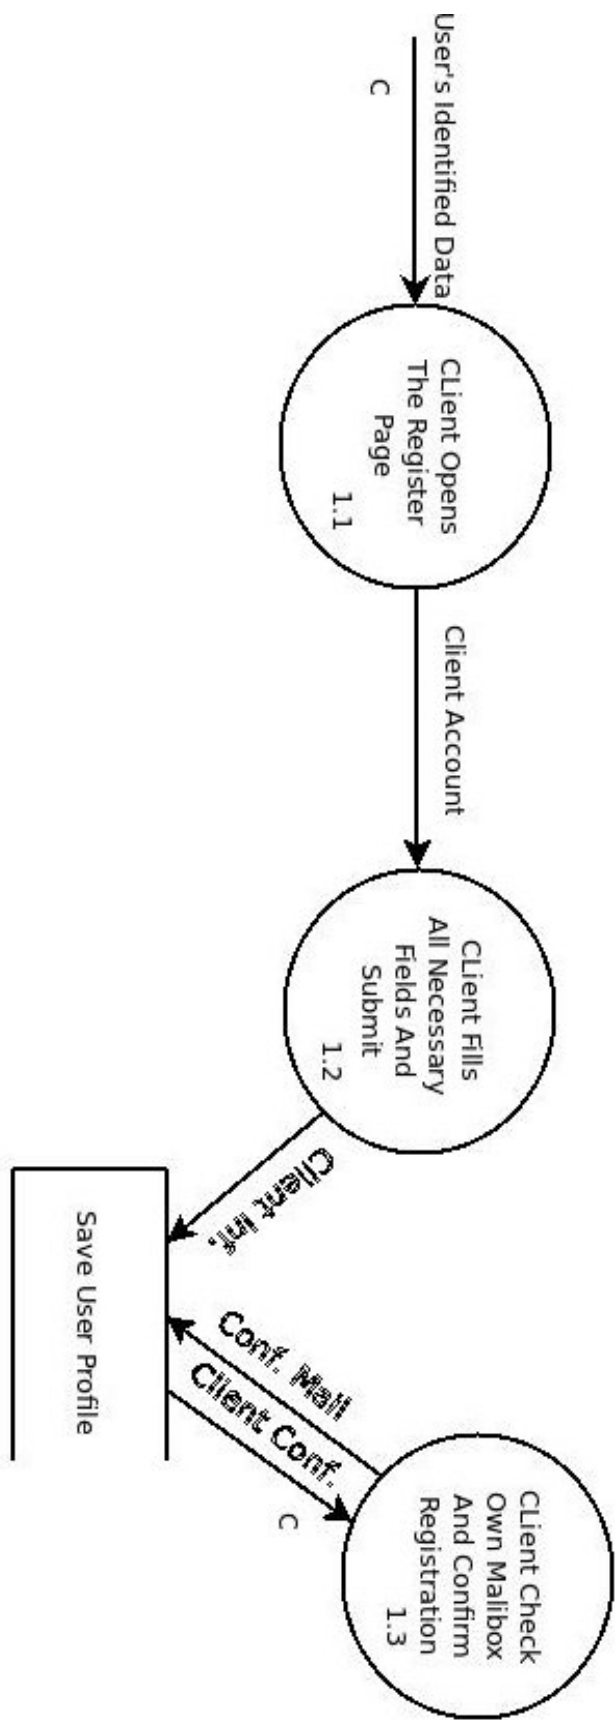 User's Identified Data
C
CLient Opens
The Register
Page
1.1
Client Account
CLient Fills
All Necessary
Fields And
Submit
1.2
Client Inf.
Save User Profile
Conf. Mail
Client Conf.
C
CLient Check
Own Malibox
And Confirm
Registration
1.3